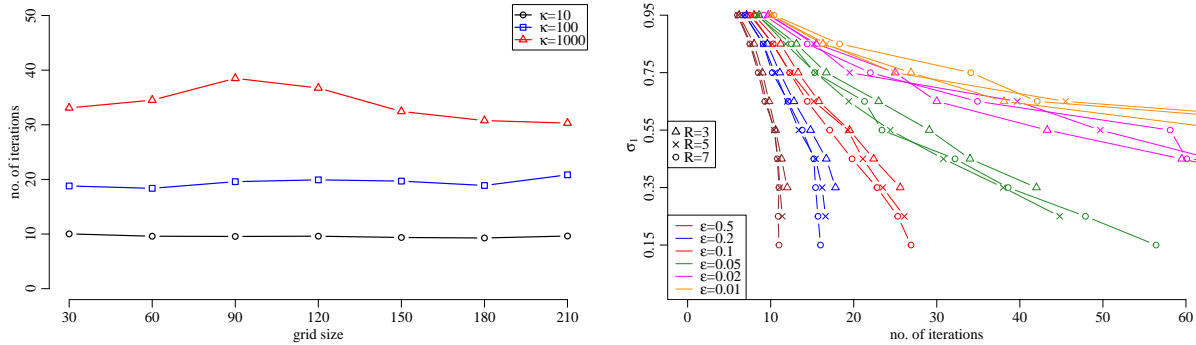 κ=10
κ=100
κ=1000
no. of iterations
50
40
30
20
10
0
30 60 90 120 150 180 210
grid size
σ1
0.95
0.75
0.55
0.35
0.15
R=3
R=5
R=7
ε=0.5
ε=0.2
ε=0.1
ε=0.05
ε=0.02
ε=0.01
0 10 20 30 40 50 60
no. of iterations